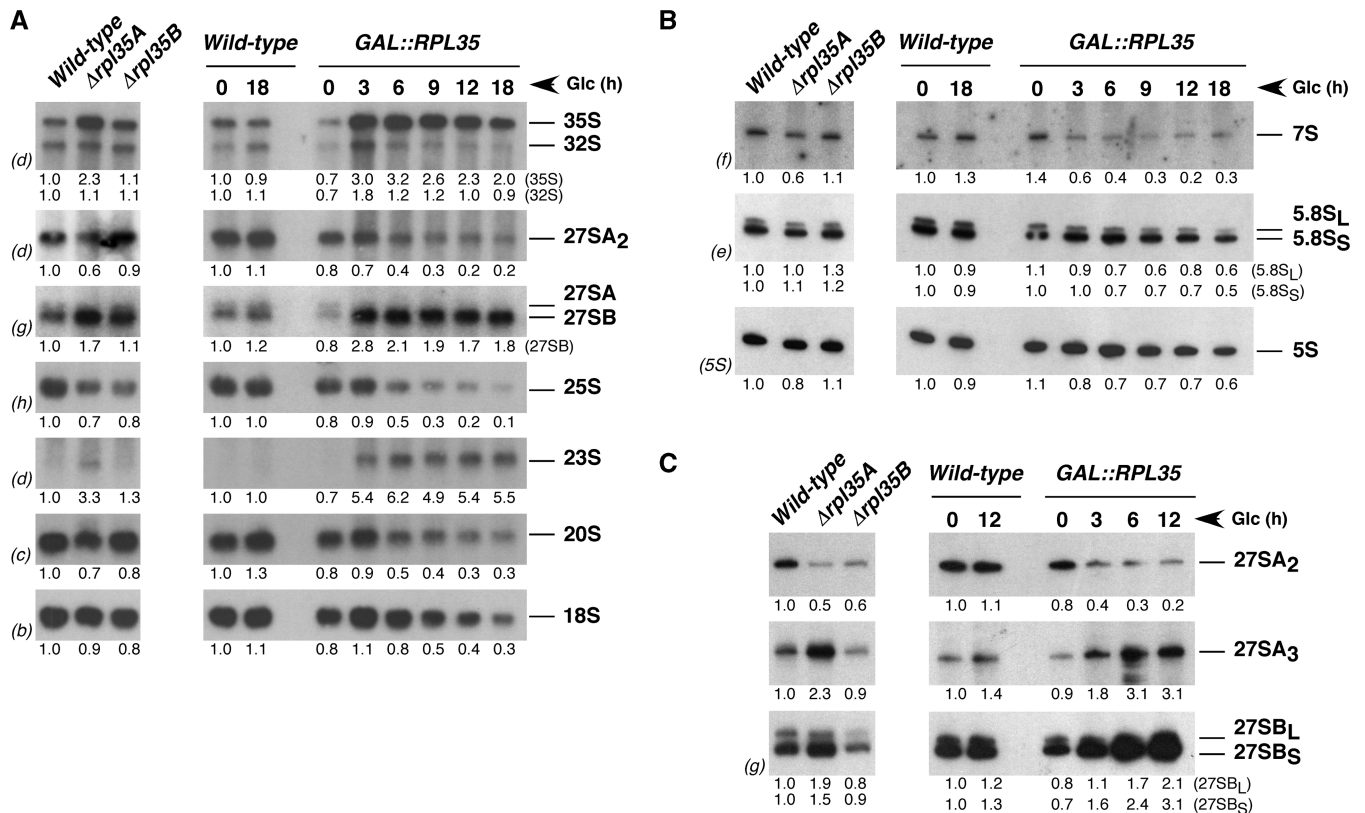 A
Wild-type
Δrpl35A
Δrpl35B
Wild-type
GAL::RPL35
0 18 0 3 6 9 12 18 Glc (h)
35S
32S
(d)
1.0 2.3 1.1 1.0 0.9 0.7 3.0 3.2 2.6 2.3 2.0 (35S)
1.0 1.1 1.1 1.0 1.1 0.7 1.8 1.2 1.2 1.0 0.9 (32S)
(d) 27SA2
1.0 0.6 0.9 1.0 1.1 0.8 0.7 0.4 0.3 0.2 0.2
27SA
27SB
(g)
1.0 1.7 1.1 1.0 1.2 0.8 2.8 2.1 1.9 1.7 1.8 (27SB)
(h) 25S
1.0 0.7 0.8 1.0 1.0 0.8 0.9 0.5 0.3 0.2 0.1
(d) 23S
1.0 3.3 1.3 1.0 1.0 0.7 5.4 6.2 4.9 5.4 5.5
(c) 20S
1.0 0.7 0.8 1.0 1.3 0.8 0.9 0.5 0.4 0.3 0.3
(b) 18S
1.0 0.9 0.8 1.0 1.1 0.8 1.1 0.8 0.5 0.4 0.3
B
Wild-type
Δrpl35A
Δrpl35B
Wild-type
GAL::RPL35
0 18 0 3 6 9 12 18 Glc (h)
(f) 7S
1.0 0.6 1.1 1.0 1.3 1.4 0.6 0.4 0.3 0.2 0.3
5.8SL
5.8SS
(e)
1.0 1.0 1.3 1.0 0.9 1.1 0.9 0.7 0.6 0.8 0.6 (5.8SL)
1.0 1.1 1.2 1.0 0.9 1.0 1.0 0.7 0.7 0.7 0.5 (5.8SS)
(5S) 5S
1.0 0.8 1.1 1.0 0.9 1.1 0.8 0.7 0.7 0.7 0.6
C
Wild-type
Δrpl35A
Δrpl35B
Wild-type
GAL::RPL35
0 12 0 3 6 12 Glc (h)
27SA2
1.0 0.5 0.6 1.0 1.1 0.8 0.4 0.3 0.2
27SA3
1.0 2.3 0.9 1.0 1.4 0.9 1.8 3.1 3.1
27SBL
27SBS
(g)
1.0 1.9 0.8 1.0 1.2 0.8 1.1 1.7 2.1 (27SBL)
1.0 1.5 0.9 1.0 1.3 0.7 1.6 2.4 3.1 (27SBS)